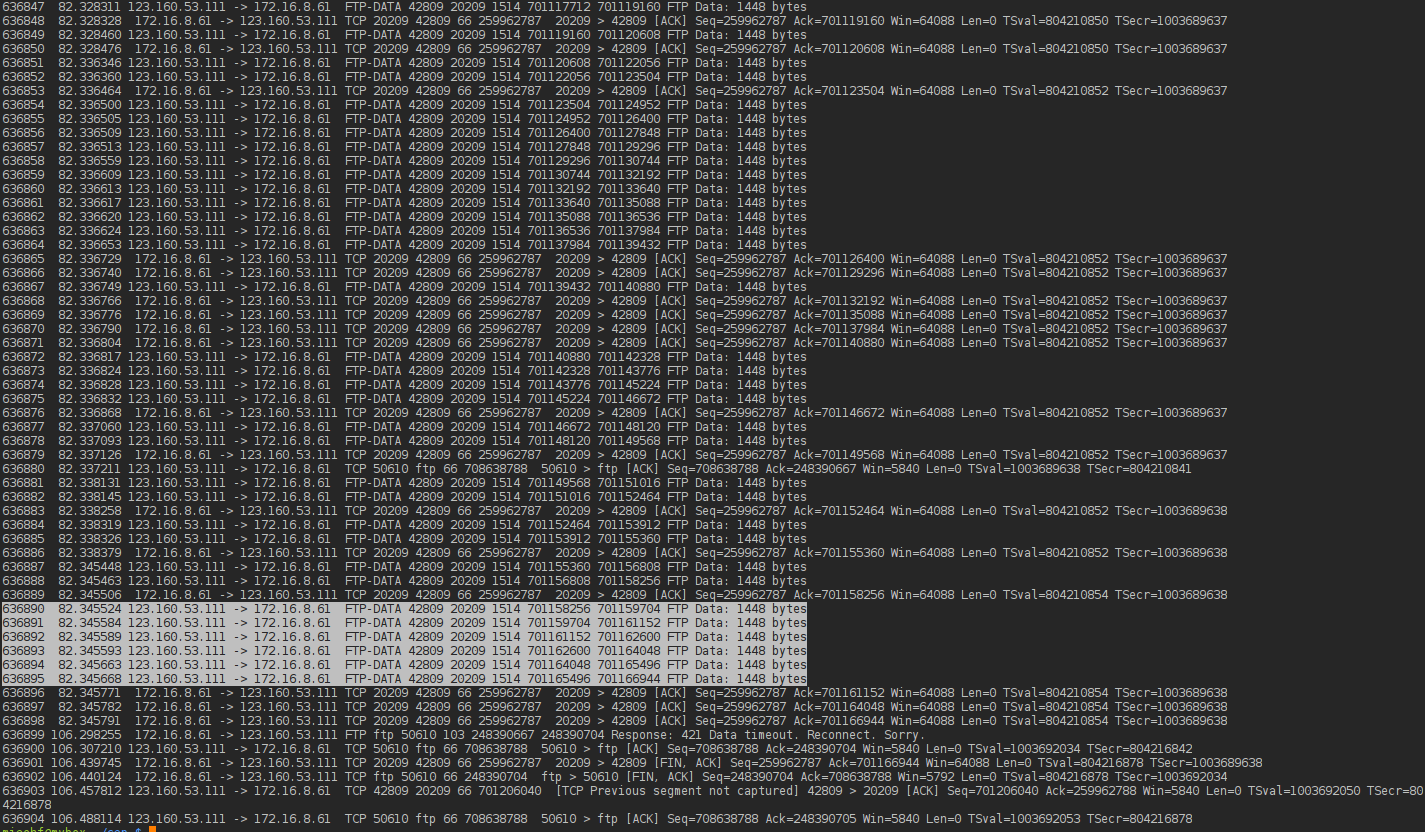 636847  82.328311 123.160.53.111 -> 172.16.8.61  FTP-DATA 42809 20209 1514 701117712 701119160 FTP Data: 1448 bytes
636848  82.328323  172.16.8.61 -> 123.160.53.111 TCP 20209 42809 66 259962787  20209 > 42809 [ACK] Seq=259962787 Ack=701119160 Win=64088 Len=0 TSval=804210850 TSecr=1003689637
636849  82.328460 123.160.53.111 -> 172.16.8.61  FTP-DATA 42809 20209 1514 701119160 701120608 FTP Data: 1448 bytes
636850  82.328476  172.16.8.61 -> 123.160.53.111 TCP 20209 42809 66 259962787  20209 > 42809 [ACK] Seq=259962787 Ack=701120608 Win=64088 Len=0 TSval=804210850 TSecr=1003689637
636851  82.336346 123.160.53.111 -> 172.16.8.61  FTP-DATA 42809 20209 1514 701120608 701122056 FTP Data: 1448 bytes
636852  82.336360 123.160.53.111 -> 172.16.8.61  FTP-DATA 42809 20209 1514 701122056 701123504 FTP Data: 1448 bytes
636853  82.336464  172.16.8.61 -> 123.160.53.111 TCP 20209 42809 66 259962787  20209 > 42809 [ACK] Seq=259962787 Ack=701123504 Win=64088 Len=0 TSval=804210852 TSecr=1003689637
636854  82.336500 123.160.53.111 -> 172.16.8.61  FTP-DATA 42809 20209 1514 701123504 701124952 FTP Data: 1448 bytes
636855  82.336505 123.160.53.111 -> 172.16.8.61  FTP-DATA 42809 20209 1514 701124952 701126400 FTP Data: 1448 bytes
636856  82.336509 123.160.53.111 -> 172.16.8.61  FTP-DATA 42809 20209 1514 701126400 701127848 FTP Data: 1448 bytes
636857  82.336513 123.160.53.111 -> 172.16.8.61  FTP-DATA 42809 20209 1514 701127848 701129296 FTP Data: 1448 bytes
636858  82.336559 123.160.53.111 -> 172.16.8.61  FTP-DATA 42809 20209 1514 701129296 701130744 FTP Data: 1448 bytes
636859  82.336609 123.160.53.111 -> 172.16.8.61  FTP-DATA 42809 20209 1514 701130744 701132192 FTP Data: 1448 bytes
636860  82.336613 123.160.53.111 -> 172.16.8.61  FTP-DATA 42809 20209 1514 701132192 701133640 FTP Data: 1448 bytes
636861  82.336617 123.160.53.111 -> 172.16.8.61  FTP-DATA 42809 20209 1514 701133640 701135088 FTP Data: 1448 bytes
636862  82.336620 123.160.53.111 -> 172.16.8.61  FTP-DATA 42809 20209 1514 701135088 701136536 FTP Data: 1448 bytes
636863  82.336624 123.160.53.111 -> 172.16.8.61  FTP-DATA 42809 20209 1514 701136536 701137984 FTP Data: 1448 bytes
636864  82.336653 123.160.53.111 -> 172.16.8.61  FTP-DATA 42809 20209 1514 701137984 701139432 FTP Data: 1448 bytes
636865  82.336729  172.16.8.61 -> 123.160.53.111 TCP 20209 42809 66 259962787  20209 > 42809 [ACK] Seq=259962787 Ack=701126400 Win=64088 Len=0 TSval=804210852 TSecr=1003689637
636866  82.336740  172.16.8.61 -> 123.160.53.111 TCP 20209 42809 66 259962787  20209 > 42809 [ACK] Seq=259962787 Ack=701129296 Win=64088 Len=0 TSval=804210852 TSecr=1003689637
636867  82.336749 123.160.53.111 -> 172.16.8.61  FTP-DATA 42809 20209 1514 701139432 701140880 FTP Data: 1448 bytes
636868  82.336766  172.16.8.61 -> 123.160.53.111 TCP 20209 42809 66 259962787  20209 > 42809 [ACK] Seq=259962787 Ack=701132192 Win=64088 Len=0 TSval=804210852 TSecr=1003689637
636869  82.336776  172.16.8.61 -> 123.160.53.111 TCP 20209 42809 66 259962787  20209 > 42809 [ACK] Seq=259962787 Ack=701135088 Win=64088 Len=0 TSval=804210852 TSecr=1003689637
636870  82.336790  172.16.8.61 -> 123.160.53.111 TCP 20209 42809 66 259962787  20209 > 42809 [ACK] Seq=259962787 Ack=701137984 Win=64088 Len=0 TSval=804210852 TSecr=1003689637
636871  82.336804  172.16.8.61 -> 123.160.53.111 TCP 20209 42809 66 259962787  20209 > 42809 [ACK] Seq=259962787 Ack=701140880 Win=64088 Len=0 TSval=804210852 TSecr=1003689637
636872  82.336817 123.160.53.111 -> 172.16.8.61  FTP-DATA 42809 20209 1514 701140880 701142328 FTP Data: 1448 bytes
636873  82.336824 123.160.53.111 -> 172.16.8.61  FTP-DATA 42809 20209 1514 701142328 701143776 FTP Data: 1448 bytes
636874  82.336828 123.160.53.111 -> 172.16.8.61  FTP-DATA 42809 20209 1514 701143776 701145224 FTP Data: 1448 bytes
636875  82.336832 123.160.53.111 -> 172.16.8.61  FTP-DATA 42809 20209 1514 701145224 701146672 FTP Data: 1448 bytes
636876  82.336868  172.16.8.61 -> 123.160.53.111 TCP 20209 42809 66 259962787  20209 > 42809 [ACK] Seq=259962787 Ack=701146672 Win=64088 Len=0 TSval=804210852 TSecr=1003689637
636877  82.337060 123.160.53.111 -> 172.16.8.61  FTP-DATA 42809 20209 1514 701146672 701148120 FTP Data: 1448 bytes
636878  82.337093 123.160.53.111 -> 172.16.8.61  FTP-DATA 42809 20209 1514 701148120 701149568 FTP Data: 1448 bytes
636879  82.337126  172.16.8.61 -> 123.160.53.111 TCP 20209 42809 66 259962787  20209 > 42809 [ACK] Seq=259962787 Ack=701149568 Win=64088 Len=0 TSval=804210852 TSecr=1003689637
636880  82.337211 123.160.53.111 -> 172.16.8.61  TCP 50610 ftp 66 708638788  50610 > ftp [ACK] Seq=708638788 Ack=248390667 Win=5840 Len=0 TSval=1003689638 TSecr=804210841
636881  82.338131 123.160.53.111 -> 172.16.8.61  FTP-DATA 42809 20209 1514 701149568 701151016 FTP Data: 1448 bytes
636882  82.338145 123.160.53.111 -> 172.16.8.61  FTP-DATA 42809 20209 1514 701151016 701152464 FTP Data: 1448 bytes
636883  82.338258  172.16.8.61 -> 123.160.53.111 TCP 20209 42809 66 259962787  20209 > 42809 [ACK] Seq=259962787 Ack=701152464 Win=64088 Len=0 TSval=804210852 TSecr=1003689638
636884  82.338319 123.160.53.111 -> 172.16.8.61  FTP-DATA 42809 20209 1514 701152464 701153912 FTP Data: 1448 bytes
636885  82.338326 123.160.53.111 -> 172.16.8.61  FTP-DATA 42809 20209 1514 701153912 701155360 FTP Data: 1448 bytes
636886  82.338379  172.16.8.61 -> 123.160.53.111 TCP 20209 42809 66 259962787  20209 > 42809 [ACK] Seq=259962787 Ack=701155360 Win=64088 Len=0 TSval=804210852 TSecr=1003689638
636887  82.345448 123.160.53.111 -> 172.16.8.61  FTP-DATA 42809 20209 1514 701155360 701156808 FTP Data: 1448 bytes
636888  82.345463 123.160.53.111 -> 172.16.8.61  FTP-DATA 42809 20209 1514 701156808 701158256 FTP Data: 1448 bytes
636889  82.345506  172.16.8.61 -> 123.160.53.111 TCP 20209 42809 66 259962787  20209 > 42809 [ACK] Seq=259962787 Ack=701158256 Win=64088 Len=0 TSval=804210854 TSecr=1003689638
636890  82.345524 123.160.53.111 -> 172.16.8.61  FTP-DATA 42809 20209 1514 701158256 701159704 FTP Data: 1448 bytes
636891  82.345584 123.160.53.111 -> 172.16.8.61  FTP-DATA 42809 20209 1514 701159704 701161152 FTP Data: 1448 bytes
636892  82.345589 123.160.53.111 -> 172.16.8.61  FTP-DATA 42809 20209 1514 701161152 701162600 FTP Data: 1448 bytes
636893  82.345593 123.160.53.111 -> 172.16.8.61  FTP-DATA 42809 20209 1514 701162600 701164048 FTP Data: 1448 bytes
636894  82.345663 123.160.53.111 -> 172.16.8.61  FTP-DATA 42809 20209 1514 701164048 701165496 FTP Data: 1448 bytes
636895  82.345668 123.160.53.111 -> 172.16.8.61  FTP-DATA 42809 20209 1514 701165496 701166944 FTP Data: 1448 bytes
636896  82.345771  172.16.8.61 -> 123.160.53.111 TCP 20209 42809 66 259962787  20209 > 42809 [ACK] Seq=259962787 Ack=701161152 Win=64088 Len=0 TSval=804210854 TSecr=1003689638
636897  82.345782  172.16.8.61 -> 123.160.53.111 TCP 20209 42809 66 259962787  20209 > 42809 [ACK] Seq=259962787 Ack=701164048 Win=64088 Len=0 TSval=804210854 TSecr=1003689638
636898  82.345791  172.16.8.61 -> 123.160.53.111 TCP 20209 42809 66 259962787  20209 > 42809 [ACK] Seq=259962787 Ack=701166944 Win=64088 Len=0 TSval=804210854 TSecr=1003689638
636899 106.298255  172.16.8.61 -> 123.160.53.111 FTP ftp 50610 103 248390667 248390704 Response: 421 Data timeout. Reconnect. Sorry.
636900 106.307210 123.160.53.111 -> 172.16.8.61  TCP 50610 ftp 66 708638788  50610 > ftp [ACK] Seq=708638788 Ack=248390704 Win=5840 Len=0 TSval=1003692034 TSecr=804216842
636901 106.439745  172.16.8.61 -> 123.160.53.111 TCP 20209 42809 66 259962787  20209 > 42809 [FIN, ACK] Seq=259962787 Ack=701166944 Win=64088 Len=0 TSval=804216878 TSecr=1003689638
636902 106.440124  172.16.8.61 -> 123.160.53.111 TCP ftp 50610 66 248390704  ftp > 50610 [FIN, ACK] Seq=248390704 Ack=708638788 Win=5792 Len=0 TSval=804216878 TSecr=1003692034
636903 106.457812 123.160.53.111 -> 172.16.8.61  TCP 42809 20209 66 701206040  [TCP Previous segment not captured] 42809 > 20209 [ACK] Seq=701206040 Ack=259962788 Win=5840 Len=0 TSval=1003692050 TSecr=80
4216878
636904 106.488114 123.160.53.111 -> 172.16.8.61  TCP 50610 ftp 66 708638788  50610 > ftp [ACK] Seq=708638788 Ack=248390705 Win=5840 Len=0 TSval=1003692053 TSecr=804216878